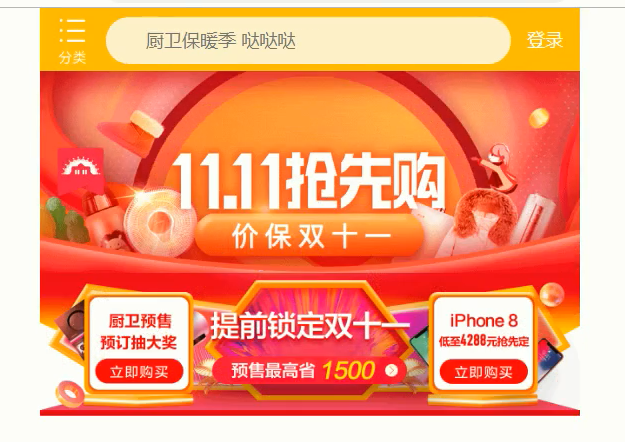 分类
厨卫保暖季 哒哒哒
登录
11.11抢先购
价保双十一
厨卫预售
预订抽大奖
立即购买
提前锁定双十一
预售最高省 1500
iPhone 8
低至4288元抢先定
立即购买